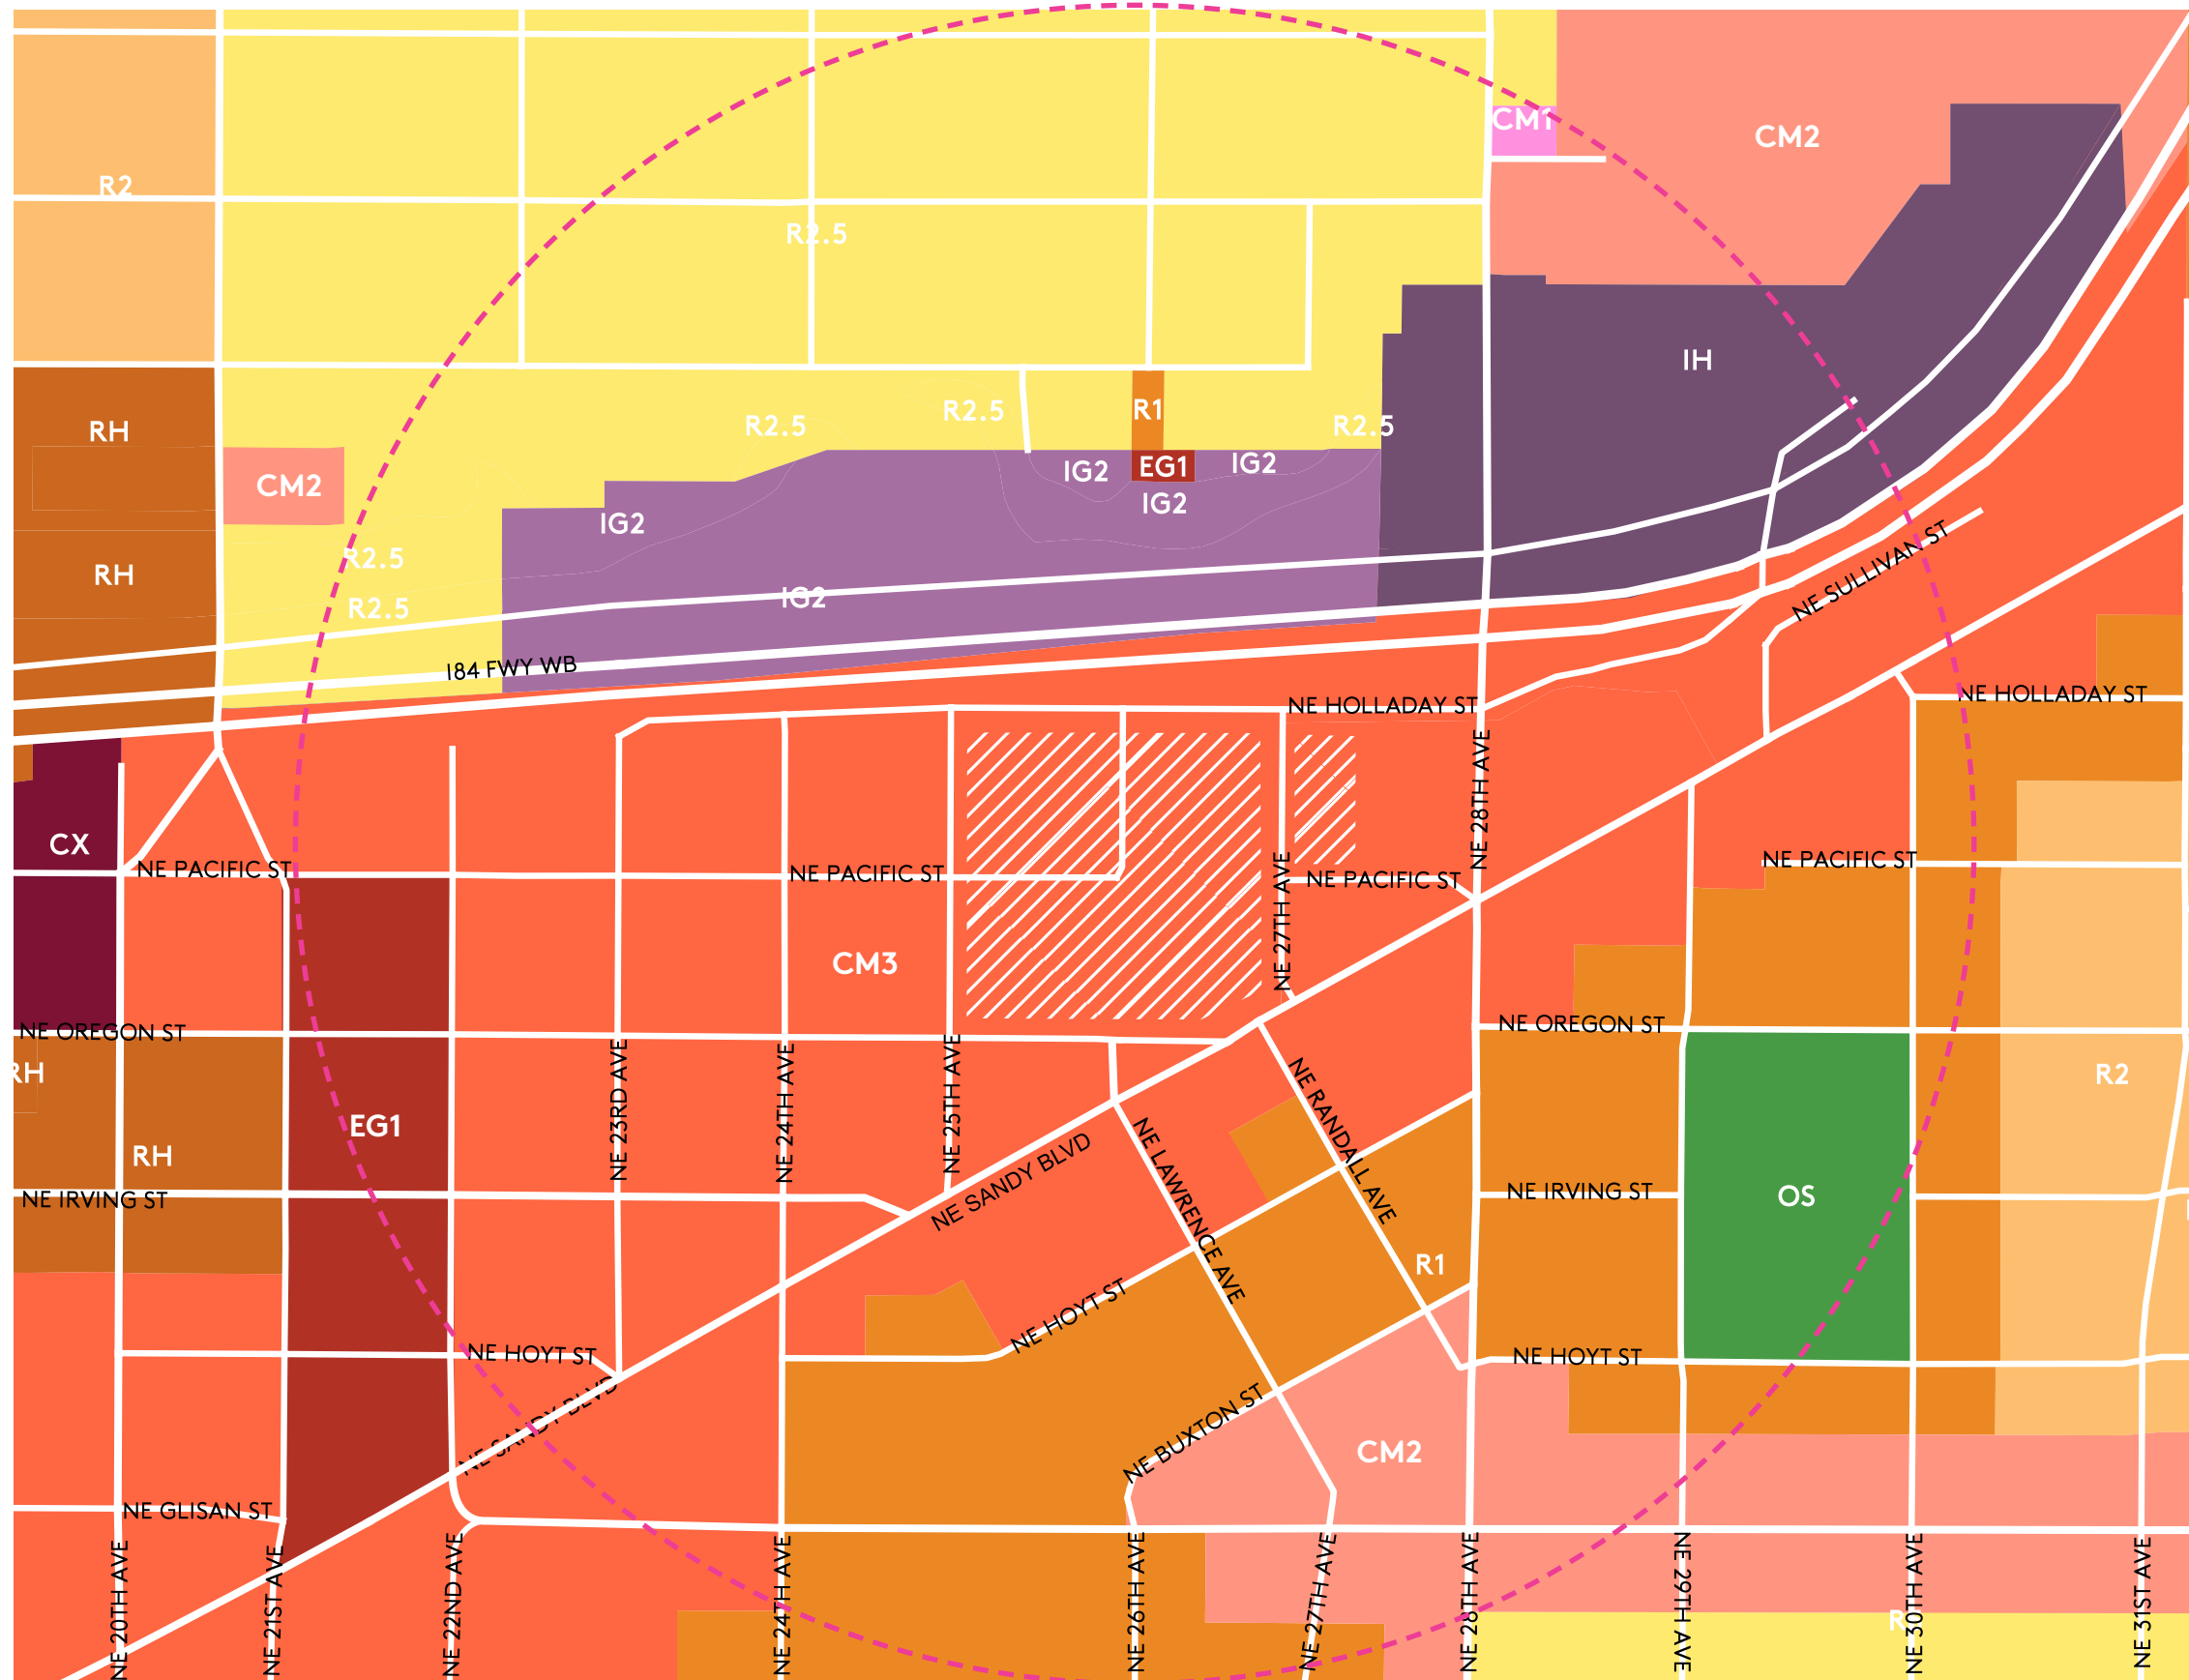 CM1
CM2
R2
R2.5
IH
R1
R2.5
R2.5
R2.5
RH
EG1
IG2
IG2
CM2
IG2
IG2
NE SULLIVAN ST
R2.5
RH
IG2
R2.5
I84 FWY WB
NE HOLLADAY ST
NE HOLLADAY ST
NE 28TH AVE
CX
NE PACIFIC ST
NE PACIFIC ST
NE PACIFIC ST
NE PACIFIC ST
NE 27TH AVE
CM3
NE OREGON ST
NE OREGON ST
RH
R2
NE 23RD AVE
NE 24TH AVE
NE 25TH AVE
NE RANDALL AVE
EG1
RH
NE SANDY BLVD
NE LAWRENCE AVE
NE IRVING ST
NE IRVING ST
OS
R1
NE HOYT ST
NE HOYT ST
NE HOYT ST
NE SANDY BLVD
NE BUXTON ST
CM2
NE GLISAN ST
NE 20TH AVE
NE 21ST AVE
NE 22ND AVE
NE 24TH AVE
NE 26TH AVE
NE 27TH AVE
NE 28TH AVE
NE 29TH AVE
NE 30TH AVE
NE 31ST AVE